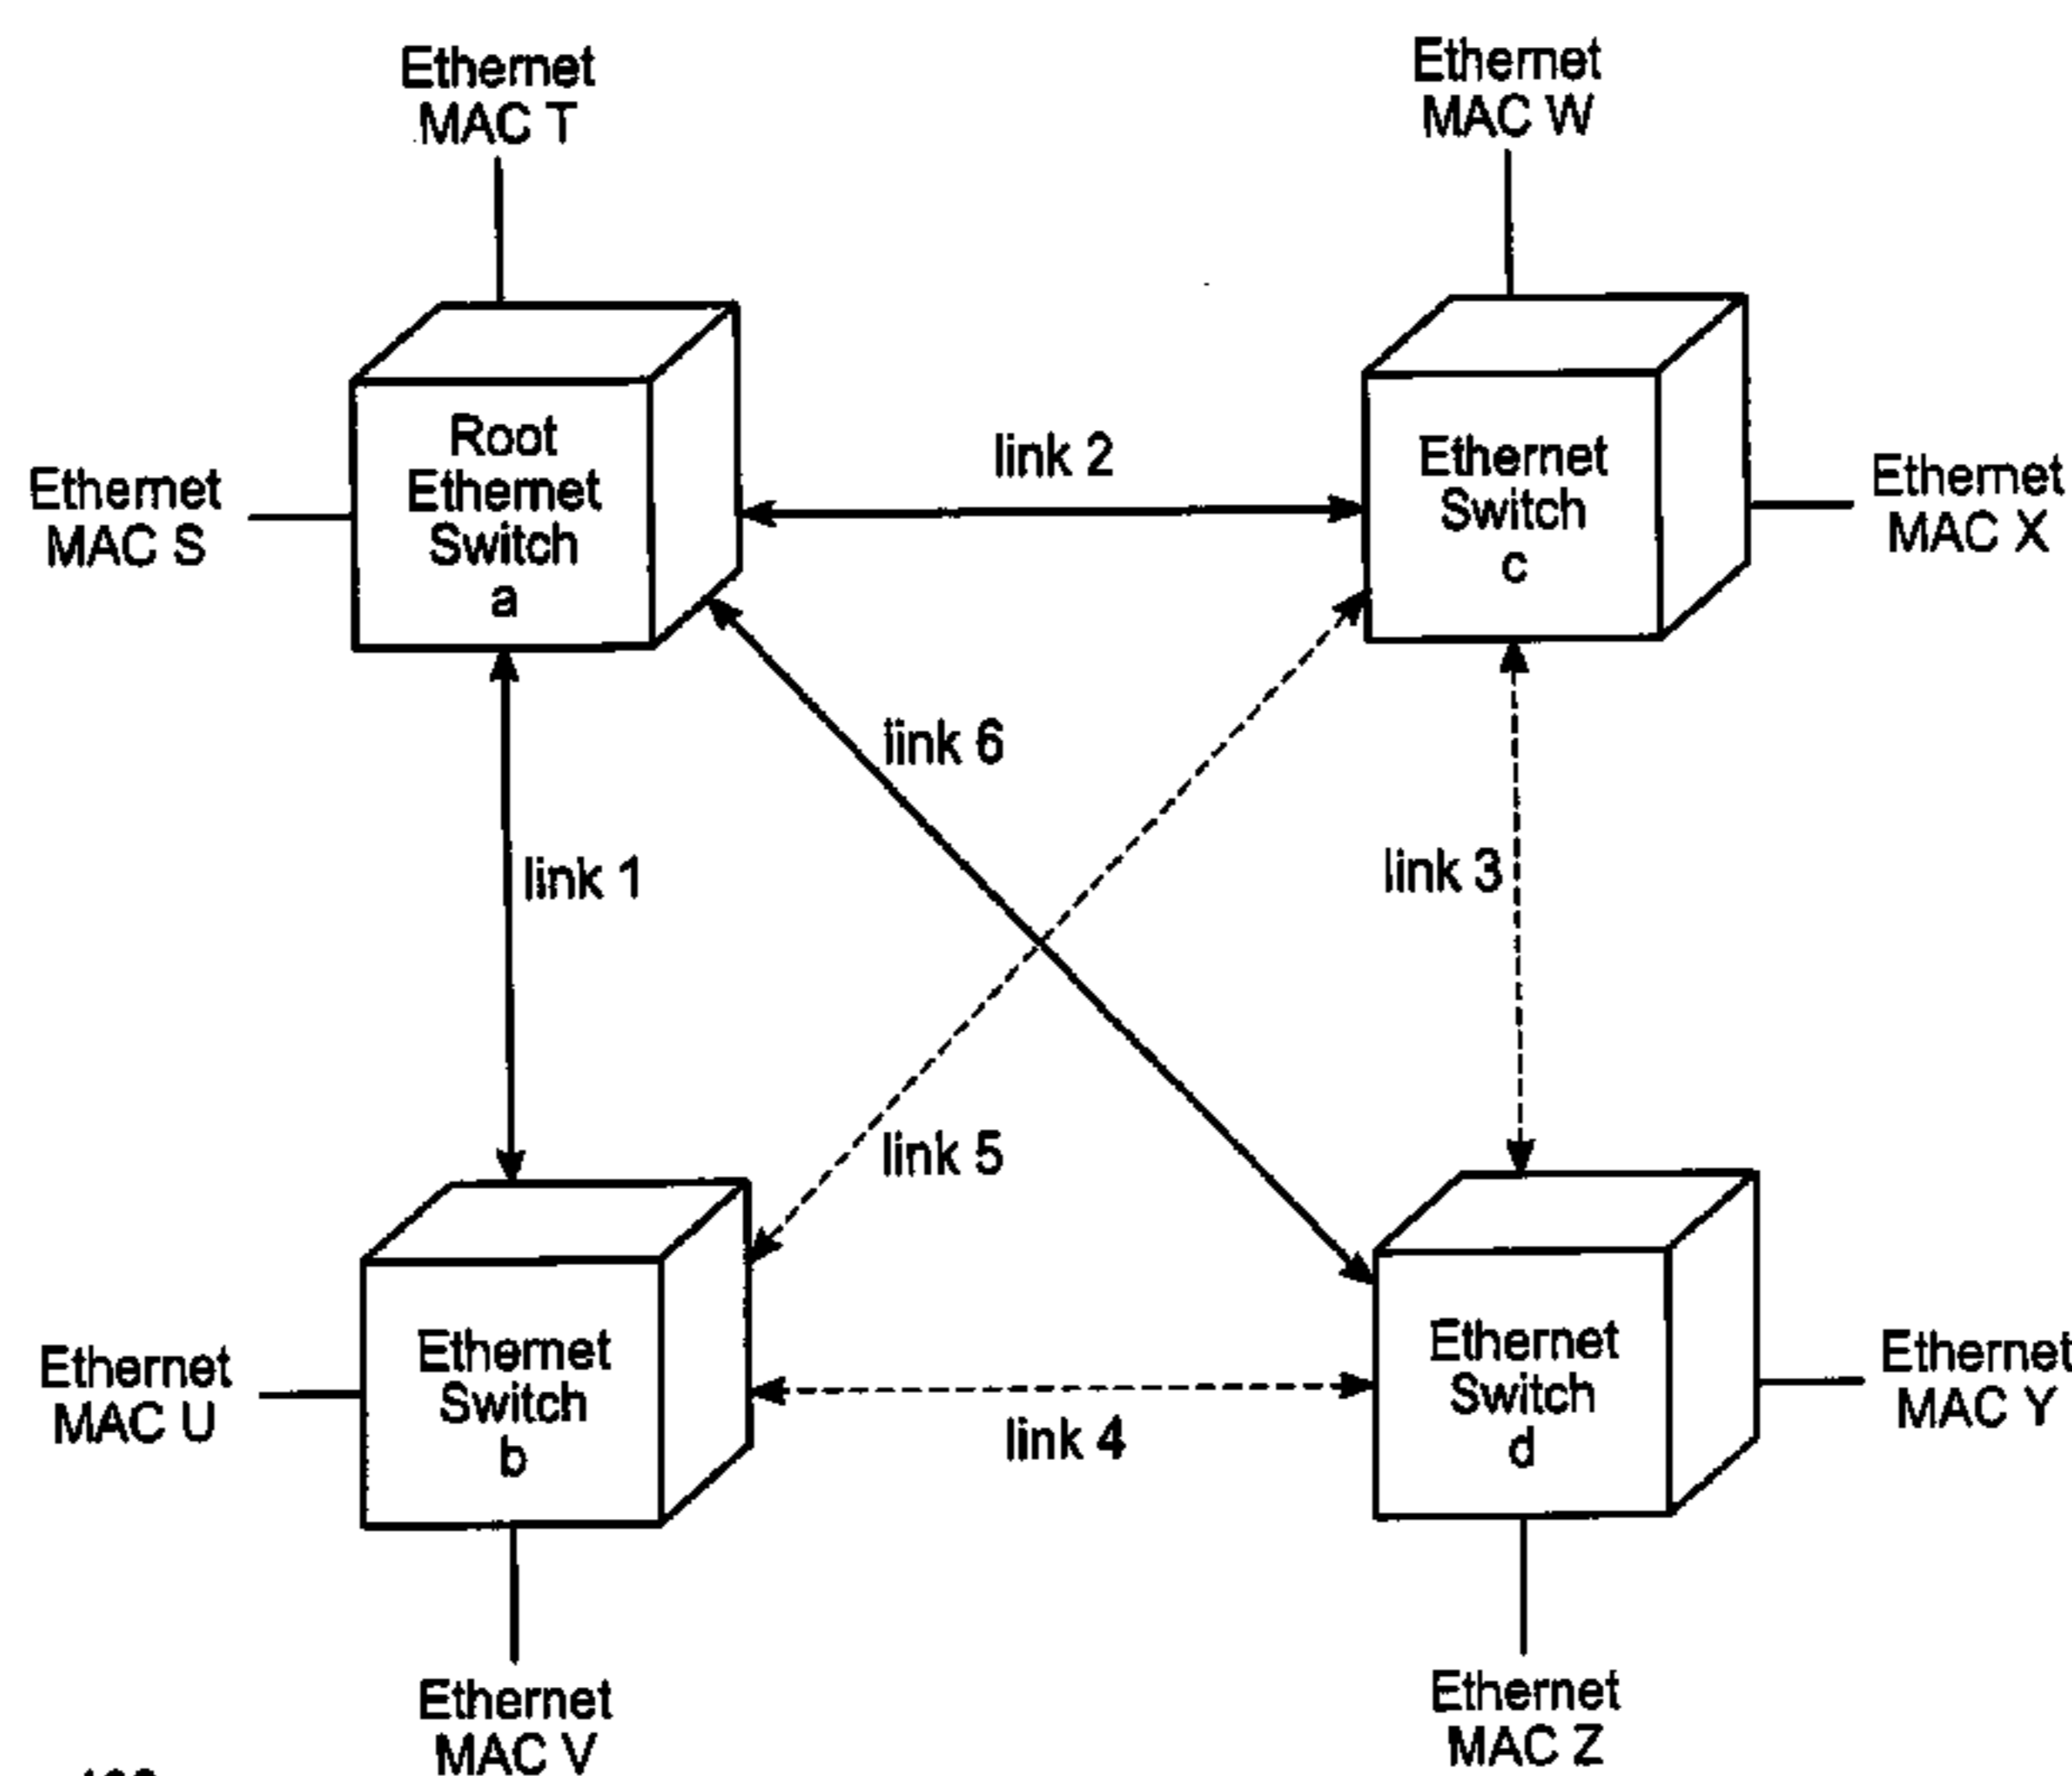 Ethernet
MAC T
Ethernet
MAC W
Root
Ethernet
Switch
a
Ethernet
MAC S
link 2
Ethernet
Switch
c
Ethernet
MAC X
link 6
link 1
link 3
link 5
Ethernet
Switch
b
Ethernet
MAC U
link 4
Ethernet
Switch
d
Ethernet
MAC Y
Ethernet
MAC V
Ethernet
MAC Z